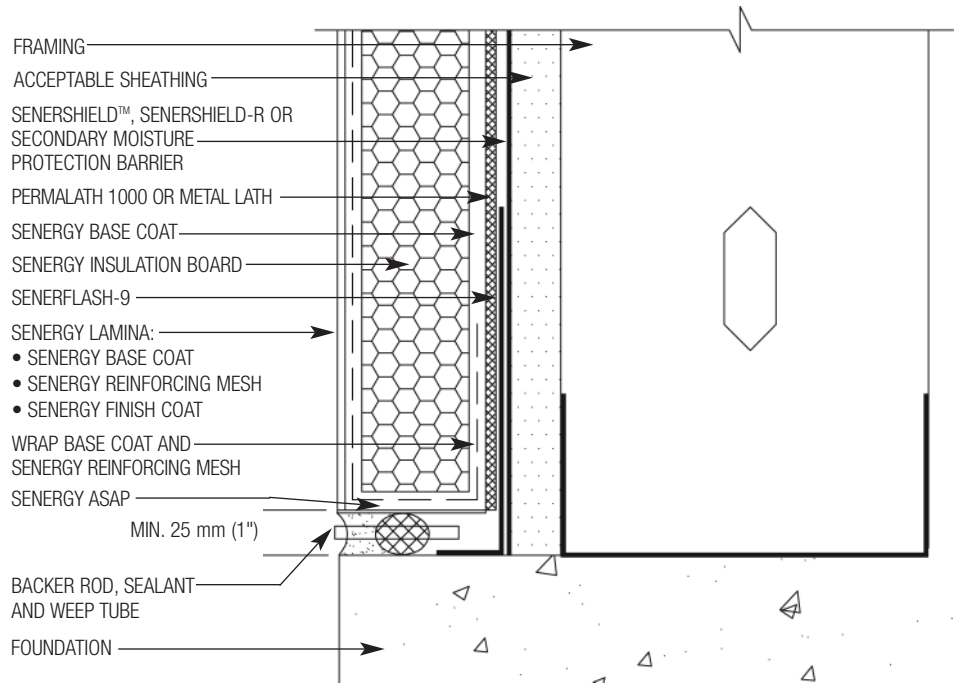 FRAMING
ACCEPTABLE SHEATHING
SENERSHIELD™, SENERSHIELD-R OR
SECONDARY MOISTURE
PROTECTION BARRIER
PERMALATH 1000 OR METAL LATH
SENERGY BASE COAT
SENERGY INSULATION BOARD
SENERFLASH-9
SENERGY LAMINA:
• SENERGY BASE COAT
• SENERGY REINFORCING MESH
• SENERGY FINISH COAT
WRAP BASE COAT AND
SENERGY REINFORCING MESH
SENERGY ASAP
MIN. 25 mm (1")
BACKER ROD, SEALANT
AND WEEP TUBE
FOUNDATION